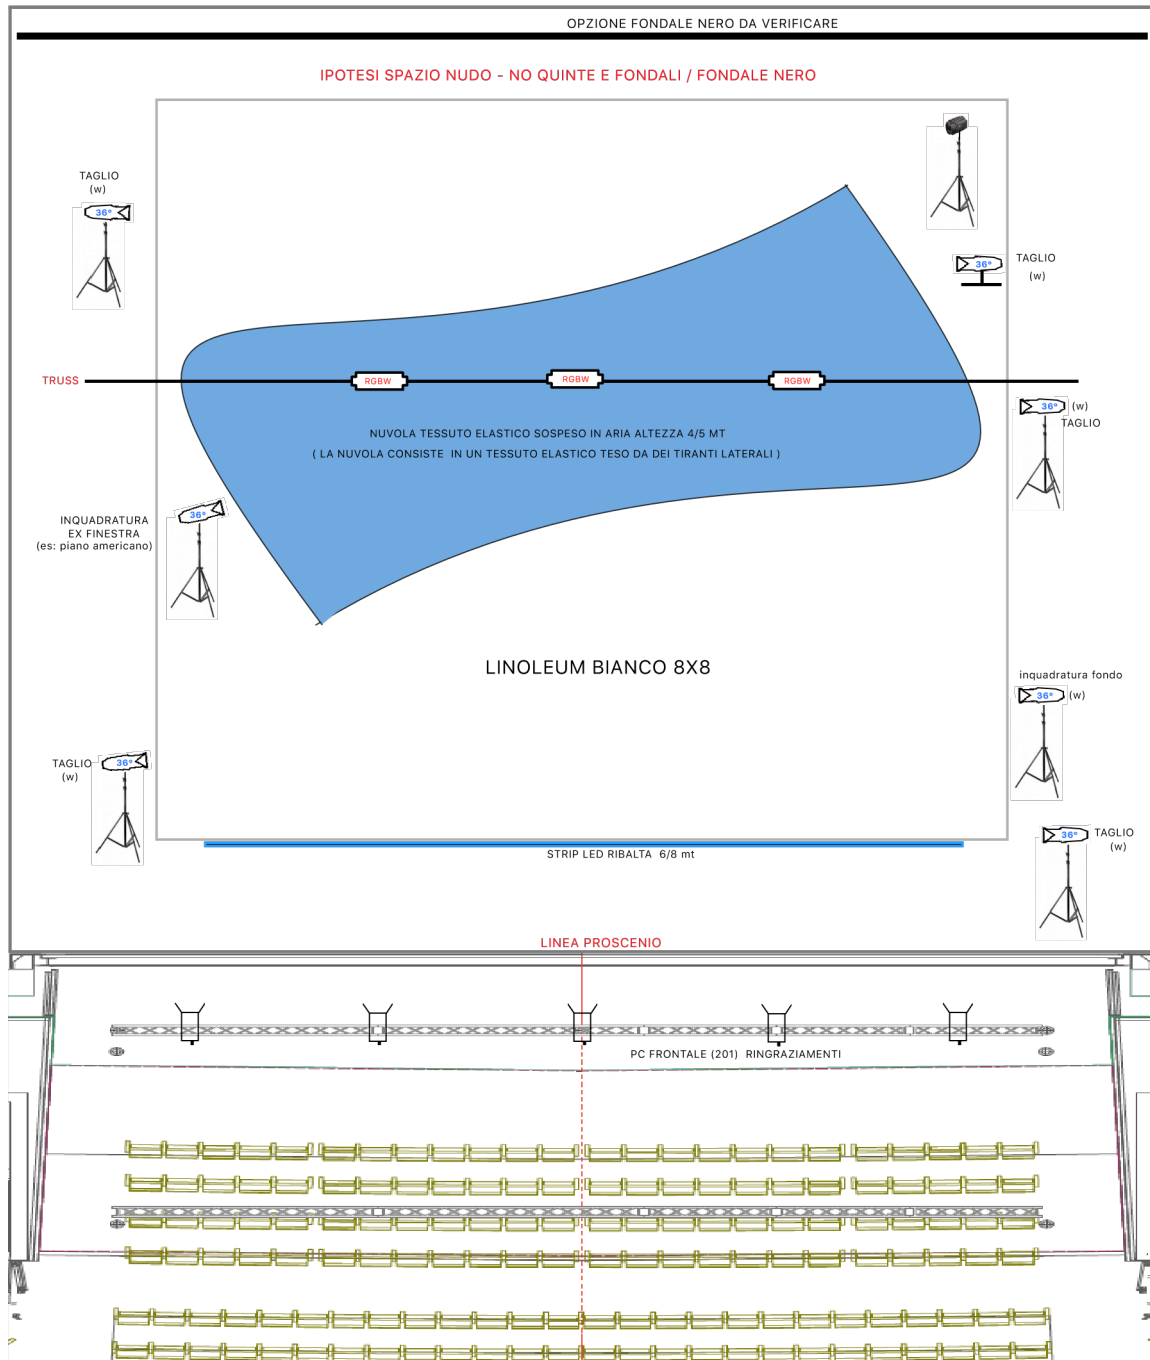 OPZIONE FONDALE NERO DA VERIFICARE
IPOTESI SPAZIO NUDO - NO QUINTE E FONDALI / FONDALE NERO
TAGLIO
(w)
36°
36°
TAGLIO
(w)
TRUSS
RGBW
RGBW
RGBW
36°
(w)
TAGLIO
NUVOLA TESSUTO ELASTICO SOSPESO IN ARIA ALTEZZA 4/5 MT
( LA NUVOLA CONSISTE IN UN TESSUTO ELASTICO TESO DA DEI TIRANTI LATERALI )
INQUADRATURA
EX FINESTRA
(es: piano americano)
36°
LINOLEUM BIANCO 8X8
inquadratura fondo
36°
(w)
TAGLIO
(w)
36°
36°
TAGLIO
(w)
STRIP LED RIBALTA 6/8 mt
LINEA PROSCENIO
PC FRONTALE (201) RINGRAZIAMENTI